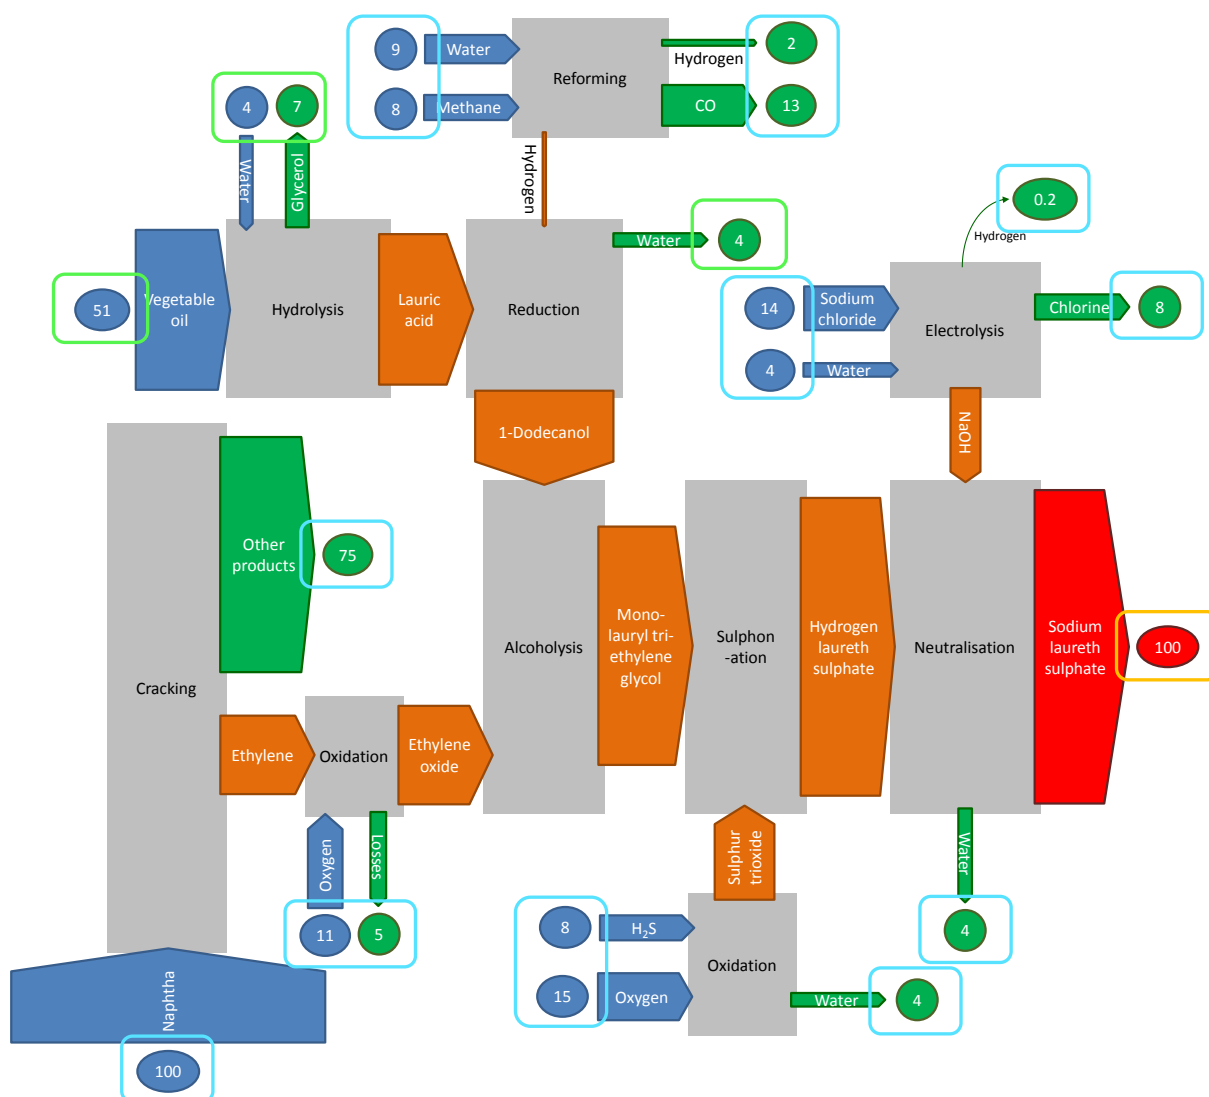 9
Water
8
Methane
Reforming
Hydrogen
2
CO
13
4
7
Water
Glycerol
Hydrogen
0.2
Hydrogen
51
Vegetable
oil
Hydrolysis
Lauric
acid
Reduction
Water
4
14
Sodium
chloride
4
Water
Electrolysis
Chlorine
8
1-Dodecanol
NaOH
Cracking
Other
products
75
Ethylene
Oxidation
Ethylene
oxide
Oxygen
11
Losses
5
Naphtha
100
Alcoholysis
Mono-
lauryl tri-
ethylene
glycol
Sulphon
-ation
Hydrogen
laureth
sulphate
Neutralisation
Sodium
laureth
sulphate
100
Sulphur
trioxide
8
H₂S
15
Oxygen
Oxidation
Water
4
Water
4